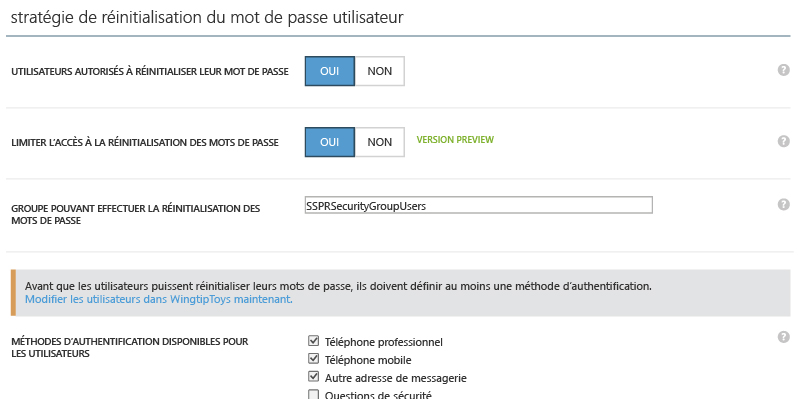 stratégie de réinitialisation du mot de passe utilisateur
UTILISATEURS AUTORISÉS À RÉINITIALISER LEUR MOT DE PASSE OUI NON ?
LIMITER L'ACCÈS À LA RÉINITIALISATION DES MOTS DE PASSE OUI NON VERSION PREVIEW ?
GROUPE POUVANT EFFECTUER LA RÉINITIALISATION DES
MOTS DE PASSE
SSPRSecurityGroupUsers ?
Avant que les utilisateurs puissent réinitialiser leurs mots de passe, ils doivent définir au moins une méthode d'authentification.
Modifier les utilisateurs dans WingtipToys maintenant.
MÉTHODES D'AUTHENTIFICATION DISPONIBLES POUR
LES UTILISATEURS
Téléphone professionnel ?
Téléphone mobile
Autre adresse de messagerie
Questions de sécurité